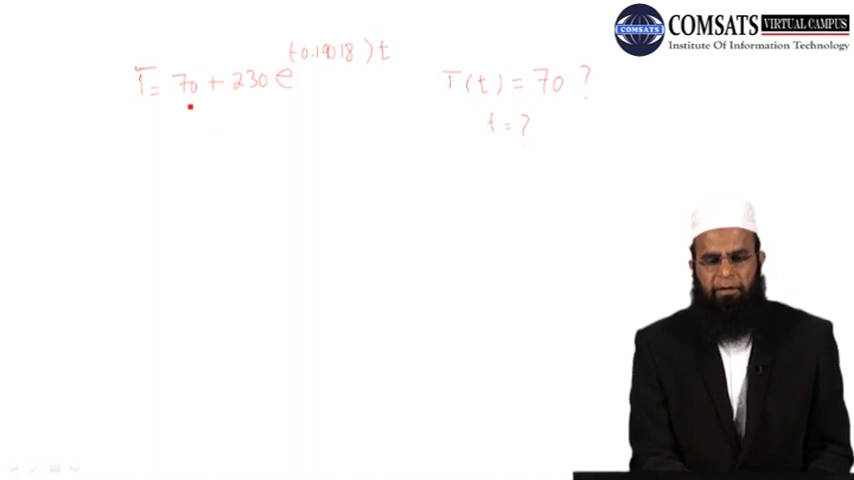 COMSATS VIRTUAL CAMPUS
Institute Of Information Technology
COMSATS
T = 70 + 230 e^(-0.19018) t
T(t) = 70 ?
t = ?